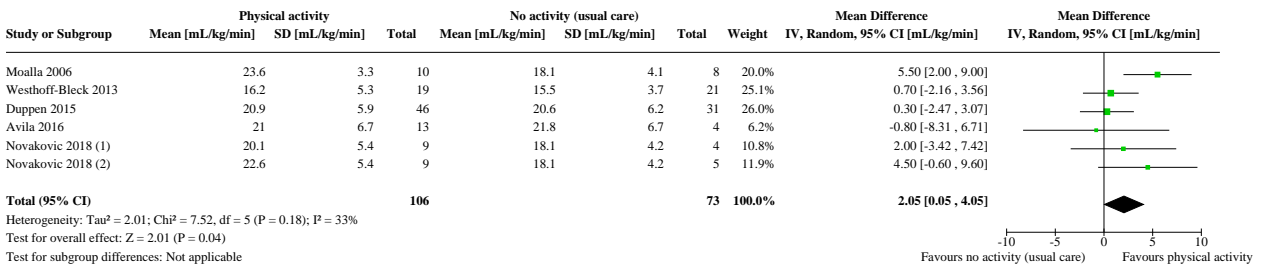 Physical activity No activity (usual care) Mean Difference Mean Difference
Study or Subgroup Mean [mL/kg/min] SD [mL/kg/min] Total Mean [mL/kg/min] SD [mL/kg/min] Total Weight IV, Random, 95% CI [mL/kg/min] IV, Random, 95% CI [mL/kg/min]
Moalla 2006 23.6 3.3 10 18.1 4.1 8 20.0% 5.50 [2.00 , 9.00]
Westhoff-Bleck 2013 16.2 5.3 19 15.5 3.7 21 25.1% 0.70 [-2.16 , 3.56]
Duppen 2015 20.9 5.9 46 20.6 6.2 31 26.0% 0.30 [-2.47 , 3.07]
Avila 2016 21 6.7 13 21.8 6.7 4 6.2% -0.80 [-8.31 , 6.71]
Novakovic 2018 (1) 20.1 5.4 9 18.1 4.2 4 10.8% 2.00 [-3.42 , 7.42]
Novakovic 2018 (2) 22.6 5.4 9 18.1 4.2 5 11.9% 4.50 [-0.60 , 9.60]
Total (95% CI) 106 73 100.0% 2.05 [0.05 , 4.05]
Heterogeneity: Tau² = 2.01; Chi² = 7.52, df = 5 (P = 0.18); I² = 33%
Test for overall effect: Z = 2.01 (P = 0.04) -10 -5 0 5 10
Test for subgroup differences: Not applicable Favours no activity (usual care) Favours physical activity